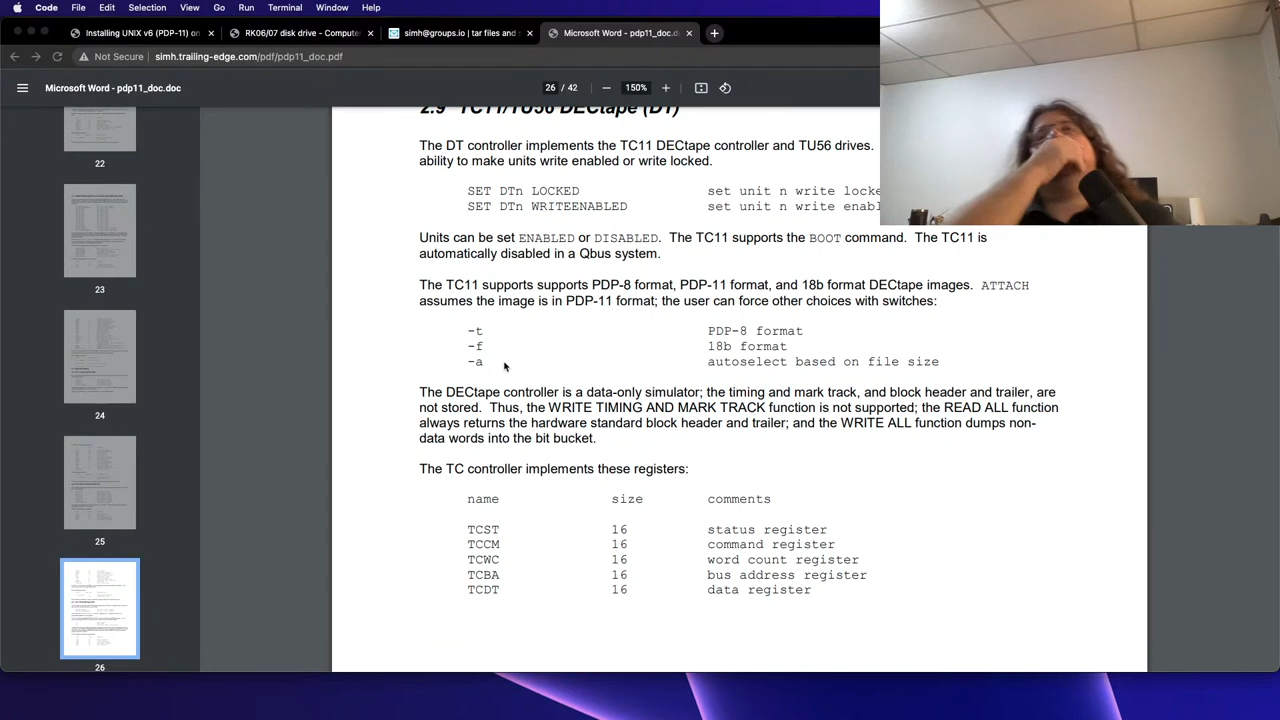 Code File Edit Selection View Go Run Terminal Window Help
Installing UNIX v6 (PDP-11) on
RK06/07 disk drive - Compute
simh@groups.io | tar files and s
Microsoft Word - pdp11_doc.do
Not Secure simh.trailing-edge.com/pdf/pdp11_doc.pdf
Microsoft Word - pdp11_doc.doc
26 / 42
150%
22
23
24
25
26
2.9 TC11/TU56 DECtape (DT)
The DT controller implements the TC11 DECtape controller and TU56 drives.
ability to make units write enabled or write locked.
SET DTn LOCKED set unit n write locke
SET DTn WRITEENABLED set unit n write enabl
Units can be set ENABLED or DISABLED. The TC11 supports the BOOT command. The TC11 is
automatically disabled in a Qbus system.
The TC11 supports supports PDP-8 format, PDP-11 format, and 18b format DECtape images. ATTACH
assumes the image is in PDP-11 format; the user can force other choices with switches:
-t PDP-8 format
-f 18b format
-a autoselect based on file size
The DECtape controller is a data-only simulator; the timing and mark track, and block header and trailer, are
not stored. Thus, the WRITE TIMING AND MARK TRACK function is not supported; the READ ALL function
always returns the hardware standard block header and trailer; and the WRITE ALL function dumps non-
data words into the bit bucket.
The TC controller implements these registers:
name size comments
TCST 16 status register
TCCM 16 command register
TCWC 16 word count register
TCBA 16 bus address register
TCDT 16 data register